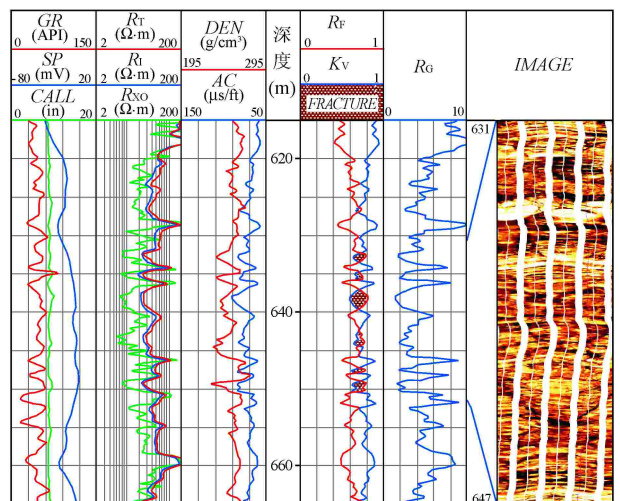 GR
0 (API) 150
SP
-80 (mV) 20
CALL
0 (in) 20
RT
2 (Ω·m) 200
RI
2 (Ω·m) 200
RXO
2 (Ω·m) 200
DEN
(g/cm³)
195 295
AC
(μs/ft)
150 50
深
度
(m)
620
640
660
RF
0 1
KV
0 1
FRACTURE
RG
0 10
IMAGE
631
647